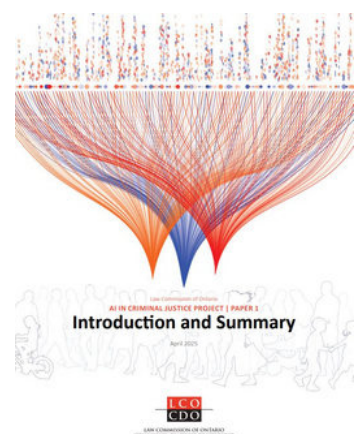 Law Commission of Ontario
AI IN CRIMINAL JUSTICE PROJECT | PAPER 1
Introduction and Summary
April 2025
LCO
CDO
LAW COMMISSION OF ONTARIO